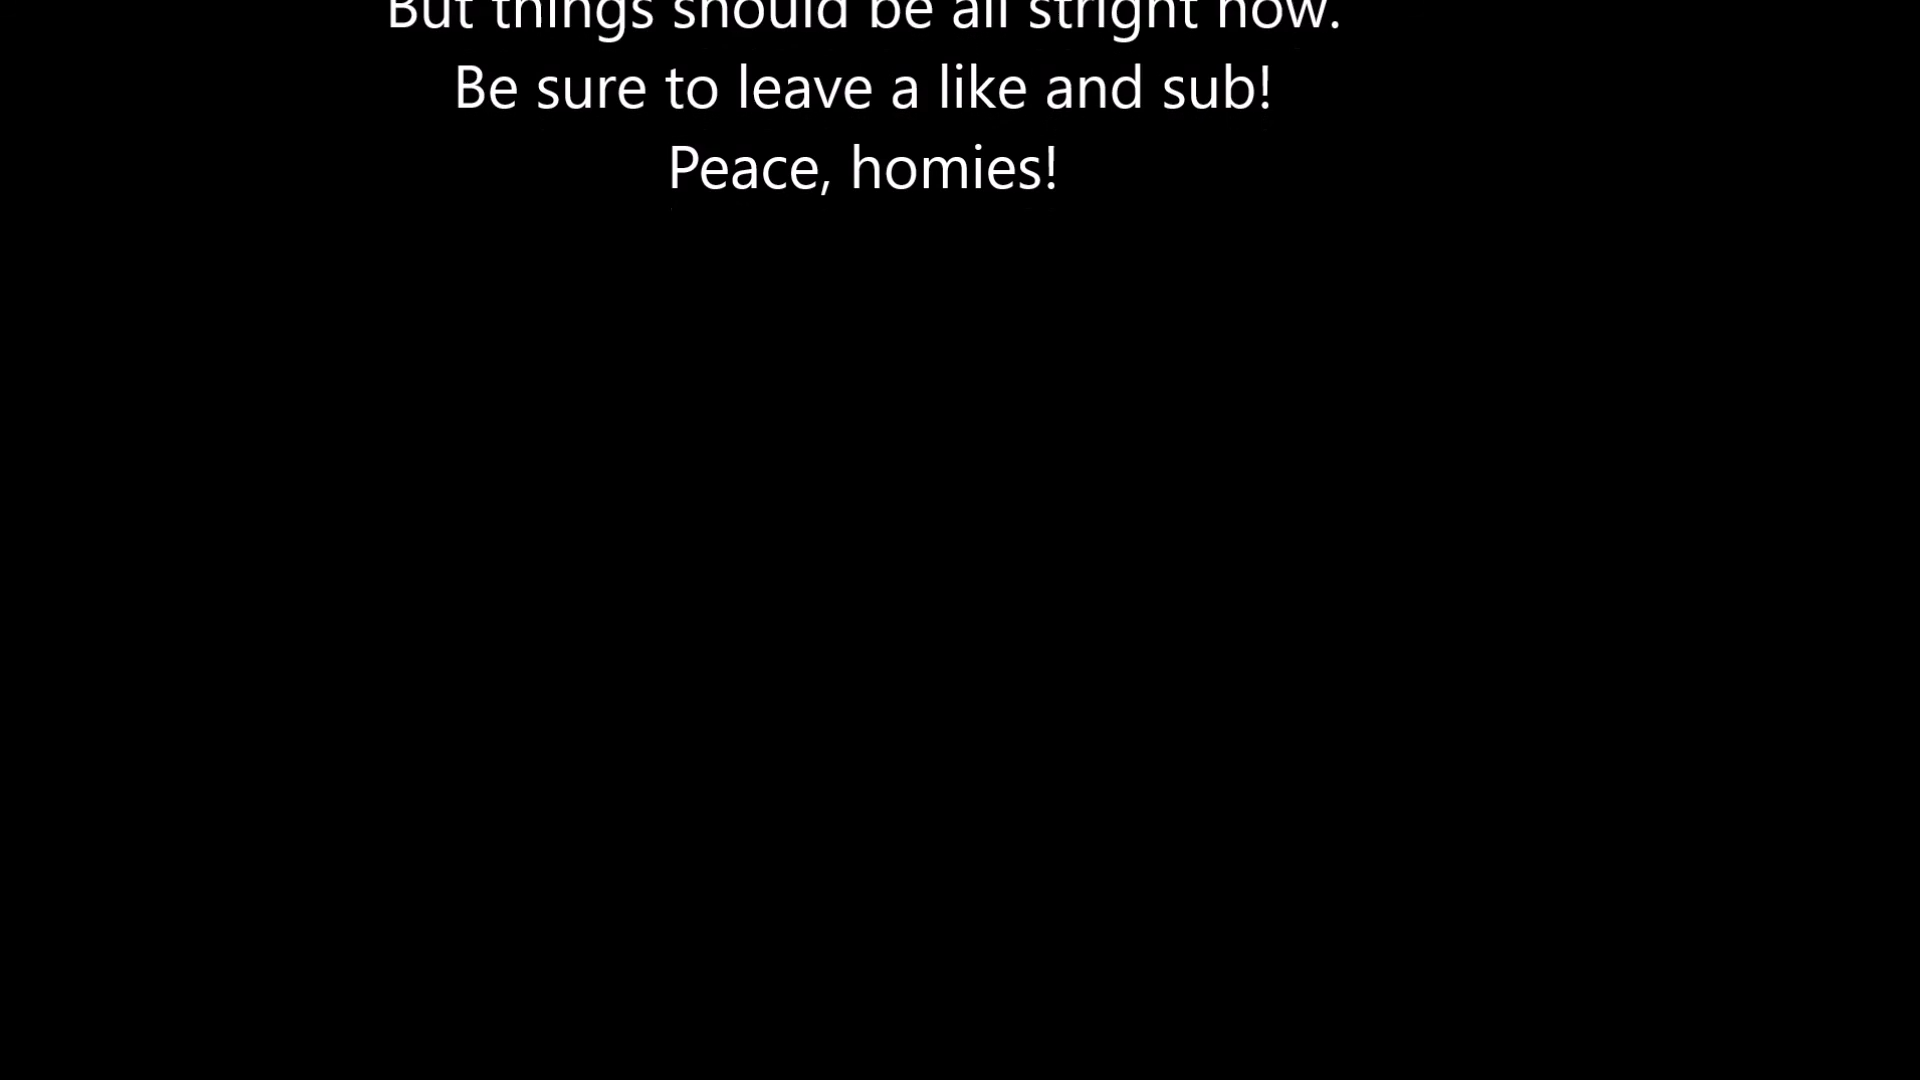 But things should be all stright now.
Be sure to leave a like and sub!
Peace, homies!